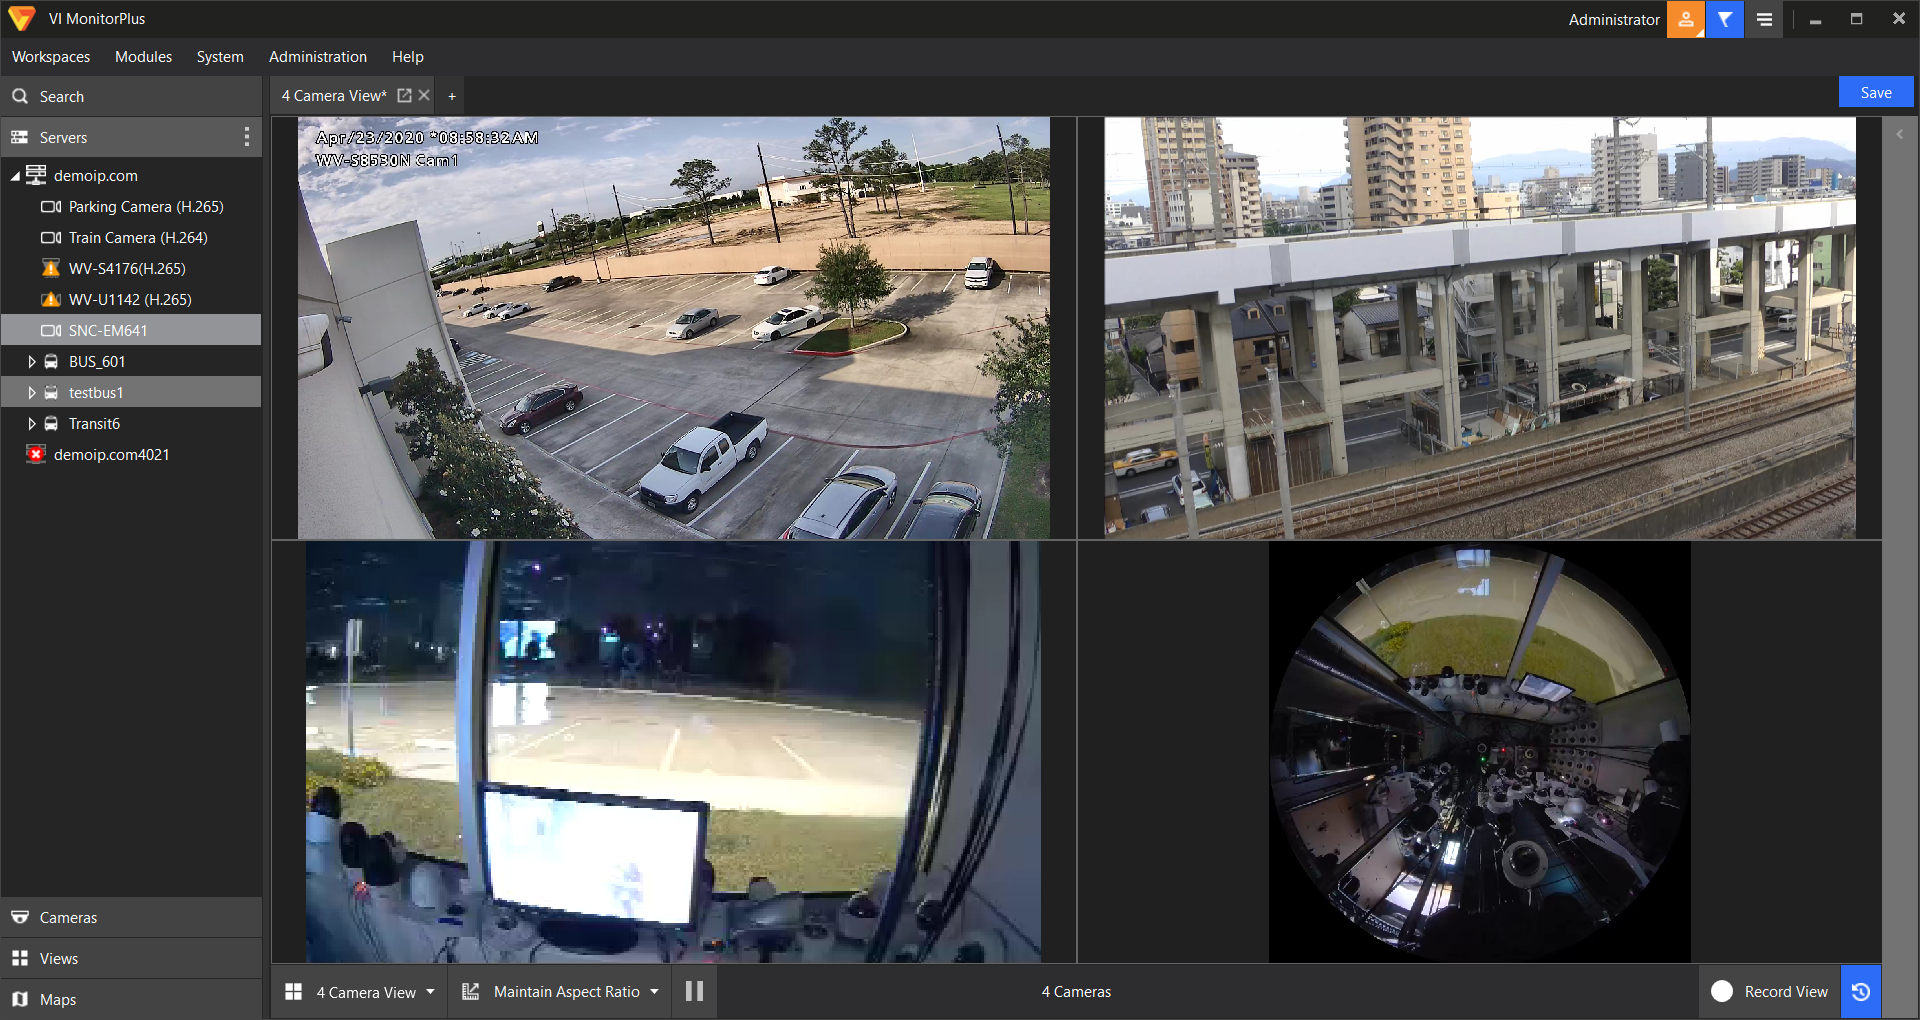 VI MonitorPlus
Administrator
Workspaces Modules System Administration Help
Search
4 Camera View*
+
Save
Servers
demoip.com
Parking Camera (H.265)
Train Camera (H.264)
WV-S4176(H.265)
WV-U1142 (H.265)
SNC-EM641
BUS_601
testbus1
Transit6
demoip.com4021
Apr/23/2020 *08:58:32AM
WV-S8530N Cam1
Cameras
Views
Maps
4 Camera View
Maintain Aspect Ratio
4 Cameras
Record View